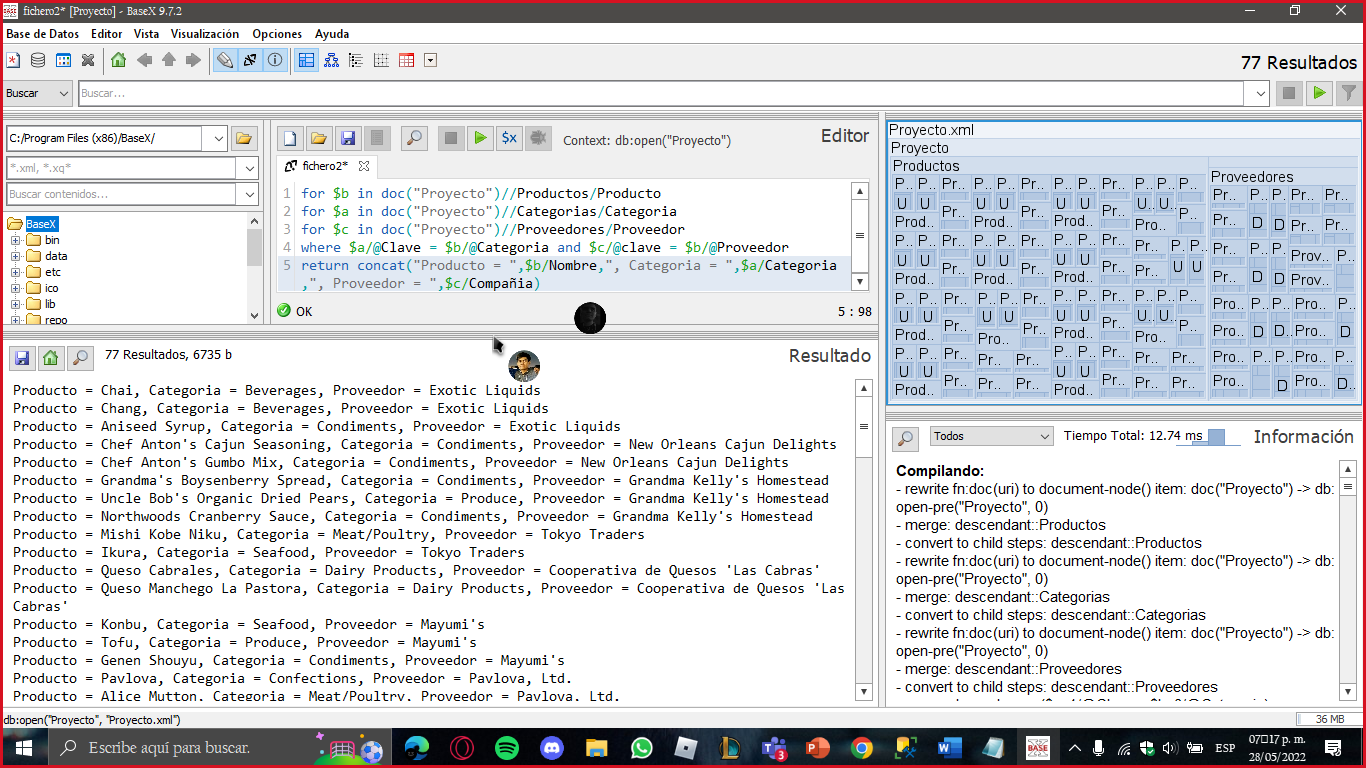 fichero2* [Proyecto] - BaseX 9.7.2
Base de Datos Editor Vista Visualización Opciones Ayuda
77 Resultados
Buscar Buscar...
C:/Program Files (x86)/BaseX/
*.xml, *.xq*
Buscar contenidos...
BaseX
bin
data
etc
ico
lib
repo
Context: db:open("Proyecto")
Editor
fichero2*
1 for $b in doc("Proyecto")//Productos/Producto
2 for $a in doc("Proyecto")//Categorias/Categoria
3 for $c in doc("Proyecto")//Proveedores/Proveedor
4 where $a/@Clave = $b/@Categoria and $c/@clave = $b/@Proveedor
5 return concat("Producto = ",$b/Nombre,", Categoria = ",$a/Categoria
,", Proveedor = ",$c/Compañia)
OK
5 : 98
77 Resultados, 6735 b
Resultado
Producto = Chai, Categoria = Beverages, Proveedor = Exotic Liquids
Producto = Chang, Categoria = Beverages, Proveedor = Exotic Liquids
Producto = Aniseed Syrup, Categoria = Condiments, Proveedor = Exotic Liquids
Producto = Chef Anton's Cajun Seasoning, Categoria = Condiments, Proveedor = New Orleans Cajun Delights
Producto = Chef Anton's Gumbo Mix, Categoria = Condiments, Proveedor = New Orleans Cajun Delights
Producto = Grandma's Boysenberry Spread, Categoria = Condiments, Proveedor = Grandma Kelly's Homestead
Producto = Uncle Bob's Organic Dried Pears, Categoria = Produce, Proveedor = Grandma Kelly's Homestead
Producto = Northwoods Cranberry Sauce, Categoria = Condiments, Proveedor = Grandma Kelly's Homestead
Producto = Mishi Kobe Niku, Categoria = Meat/Poultry, Proveedor = Tokyo Traders
Producto = Ikura, Categoria = Seafood, Proveedor = Tokyo Traders
Producto = Queso Cabrales, Categoria = Dairy Products, Proveedor = Cooperativa de Quesos 'Las Cabras'
Producto = Queso Manchego La Pastora, Categoria = Dairy Products, Proveedor = Cooperativa de Quesos 'Las
Cabras'
Producto = Konbu, Categoria = Seafood, Proveedor = Mayumi's
Producto = Tofu, Categoria = Produce, Proveedor = Mayumi's
Producto = Genen Shouyu, Categoria = Condiments, Proveedor = Mayumi's
Producto = Pavlova, Categoria = Confections, Proveedor = Pavlova, Ltd.
Producto = Alice Mutton, Categoria = Meat/Poultry, Proveedor = Pavlova, Ltd.
Proyecto.xml
Proyecto
Productos
Proveedores
Todos
Tiempo Total: 12.74 ms
Información
Compilando:
- rewrite fn:doc(uri) to document-node() item: doc("Proyecto") -> db:
open-pre("Proyecto", 0)
- merge: descendant::Productos
- convert to child steps: descendant::Productos
- rewrite fn:doc(uri) to document-node() item: doc("Proyecto") -> db:
open-pre("Proyecto", 0)
- merge: descendant::Categorias
- convert to child steps: descendant::Categorias
- rewrite fn:doc(uri) to document-node() item: doc("Proyecto") -> db:
open-pre("Proyecto", 0)
- merge: descendant::Proveedores
- convert to child steps: descendant::Proveedores
db:open("Proyecto", "Proyecto.xml")
36 MB
Escribe aquí para buscar.
ESP
07□17 p. m.
28/05/2022